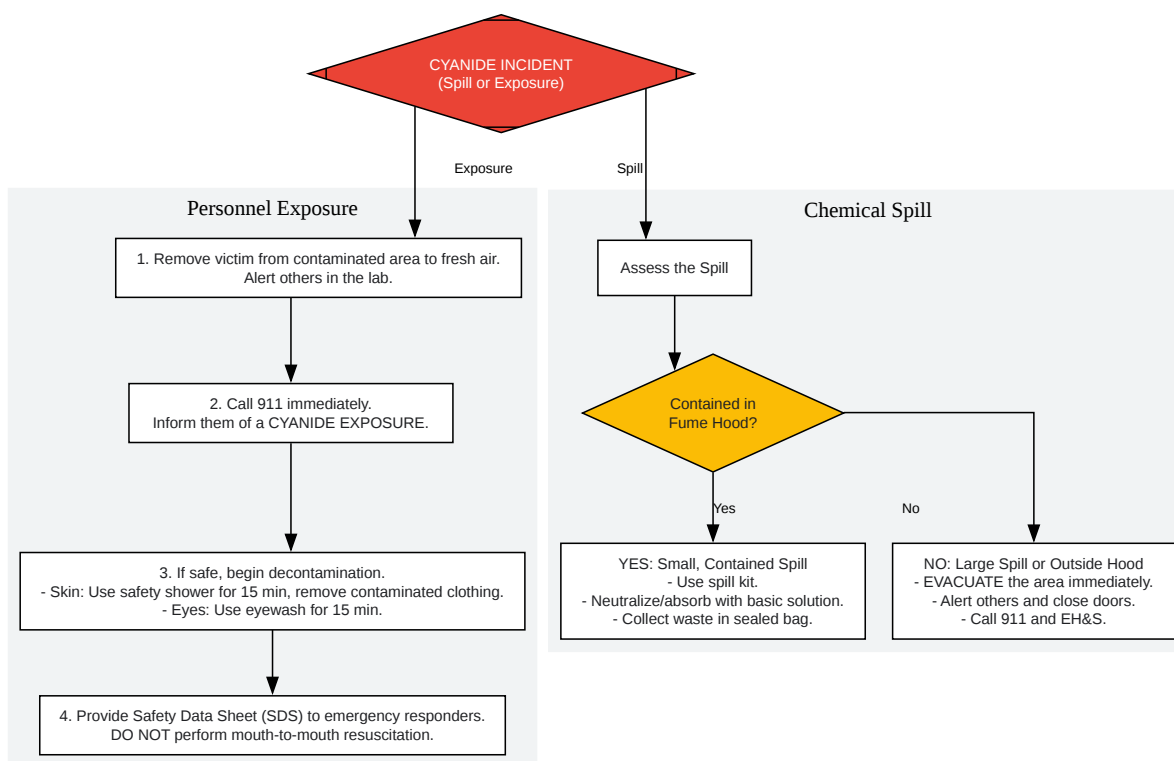 CYANIDE INCIDENT
(Spill or Exposure)
Exposure
Spill
Personnel Exposure
1. Remove victim from contaminated area to fresh air.
Alert others in the lab.
2. Call 911 immediately.
Inform them of a CYANIDE EXPOSURE.
3. If safe, begin decontamination.
- Skin: Use safety shower for 15 min, remove contaminated clothing.
- Eyes: Use eyewash for 15 min.
4. Provide Safety Data Sheet (SDS) to emergency responders.
DO NOT perform mouth-to-mouth resuscitation.
Chemical Spill
Assess the Spill
Contained in
Fume Hood?
Yes
No
YES: Small, Contained Spill
- Use spill kit.
- Neutralize/absorb with basic solution.
- Collect waste in sealed bag.
NO: Large Spill or Outside Hood
- EVACUATE the area immediately.
- Alert others and close doors.
- Call 911 and EH&S.